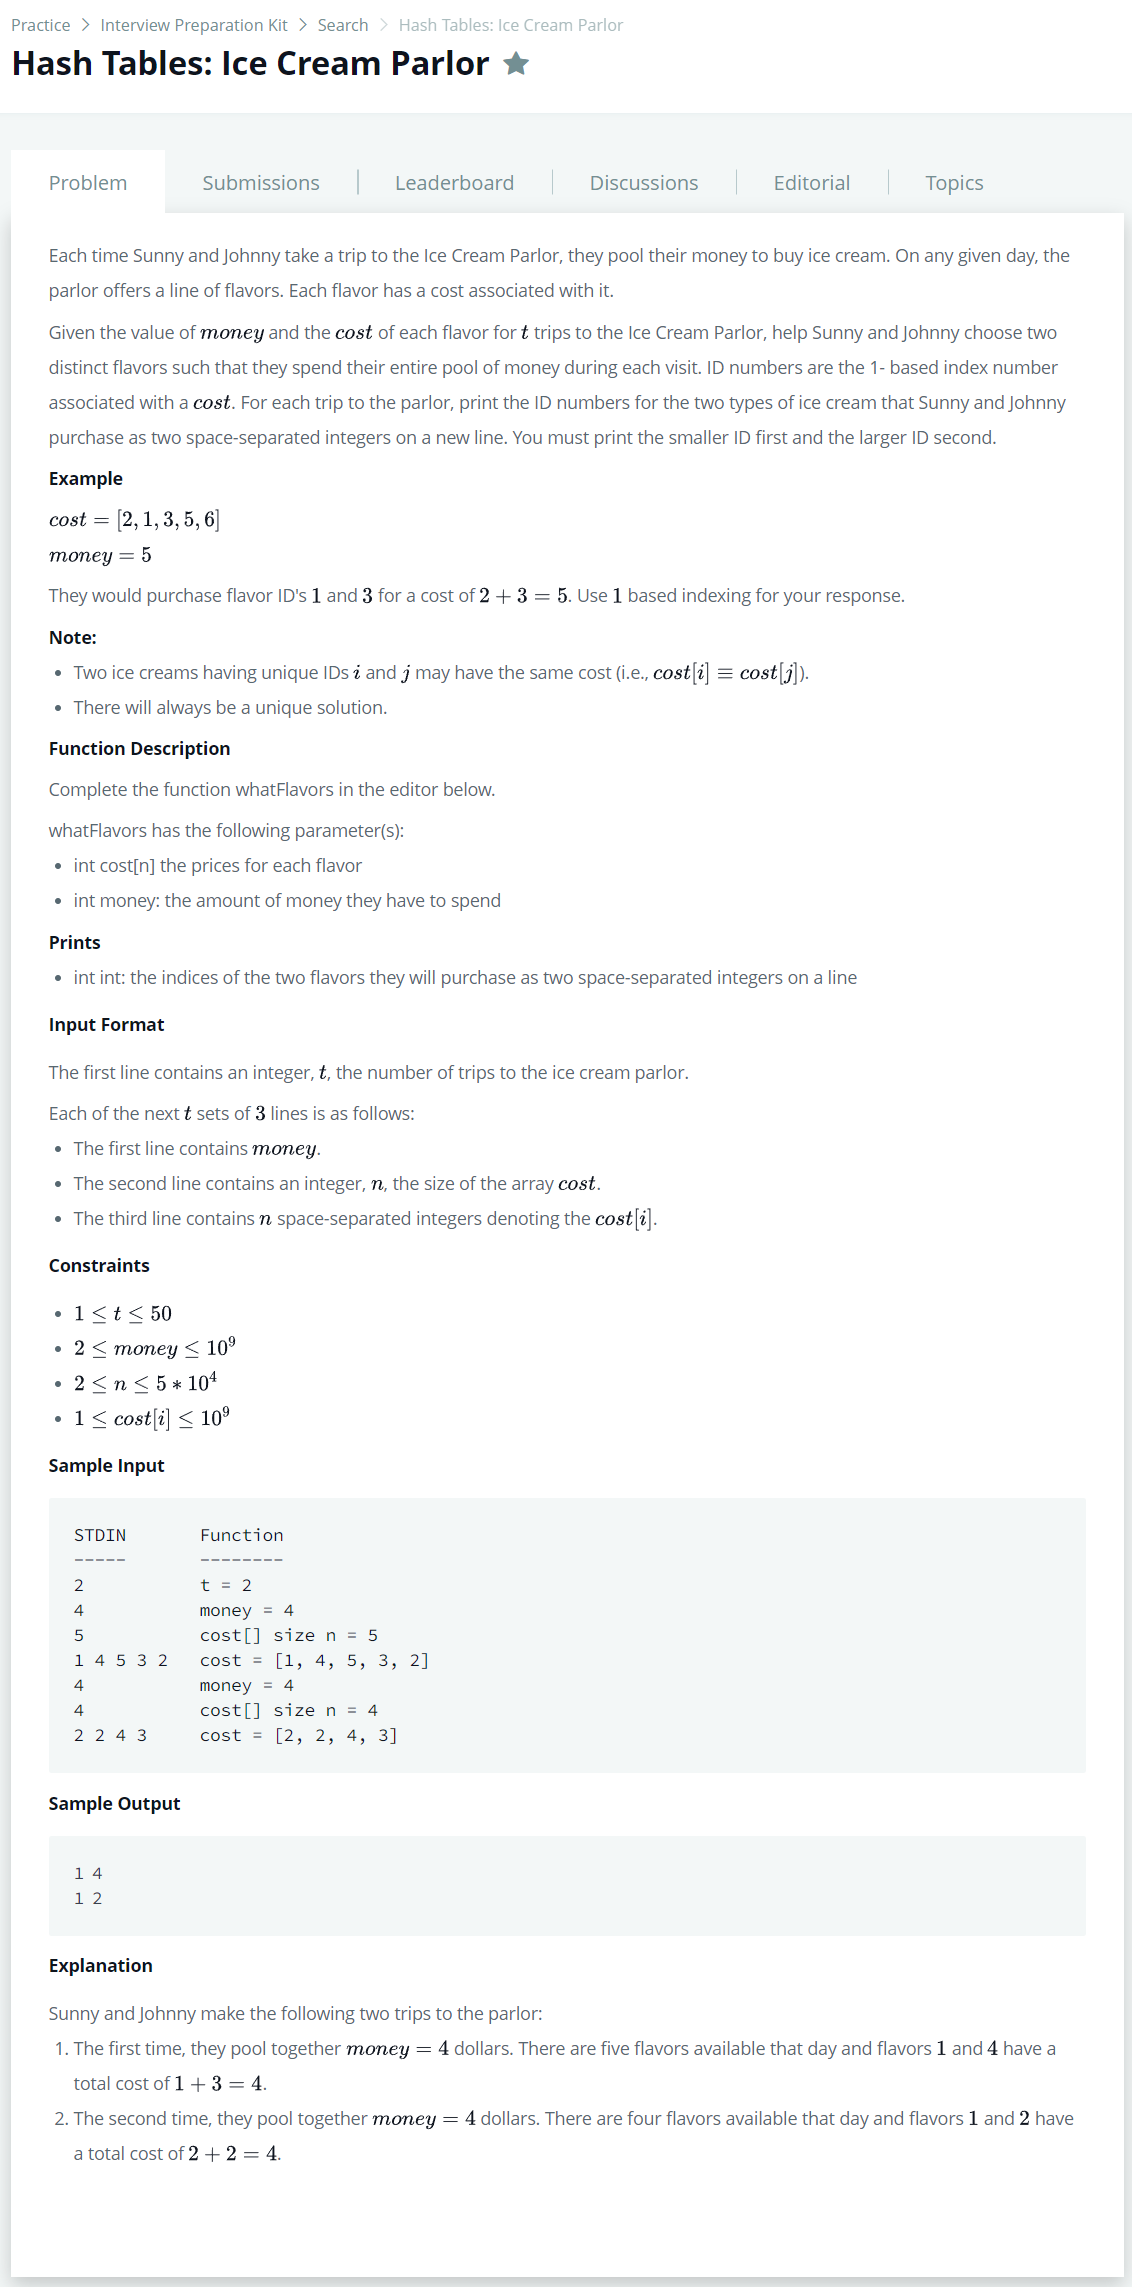 Practice > Interview Preparation Kit > Search > Hash Tables: Ice Cream Parlor
Hash Tables: Ice Cream Parlor ★
Problem
Submissions
Leaderboard
Discussions
Editorial
Topics
Each time Sunny and Johnny take a trip to the Ice Cream Parlor, they pool their money to buy ice cream. On any given day, the
parlor offers a line of flavors. Each flavor has a cost associated with it.
Given the value of money and the cost of each flavor for t trips to the Ice Cream Parlor, help Sunny and Johnny choose two
distinct flavors such that they spend their entire pool of money during each visit. ID numbers are the 1- based index number
associated with a cost. For each trip to the parlor, print the ID numbers for the two types of ice cream that Sunny and Johnny
purchase as two space-separated integers on a new line. You must print the smaller ID first and the larger ID second.
Example
cost = [2, 1, 3, 5, 6]
money = 5
They would purchase flavor ID's 1 and 3 for a cost of 2 + 3 = 5. Use 1 based indexing for your response.
Note:
• Two ice creams having unique IDs i and j may have the same cost (i.e., cost[i] ≡ cost[j]).
• There will always be a unique solution.
Function Description
Complete the function whatFlavors in the editor below.
whatFlavors has the following parameter(s):
• int cost[n] the prices for each flavor
• int money: the amount of money they have to spend
Prints
• int int: the indices of the two flavors they will purchase as two space-separated integers on a line
Input Format
The first line contains an integer, t, the number of trips to the ice cream parlor.
Each of the next t sets of 3 lines is as follows:
• The first line contains money.
• The second line contains an integer, n, the size of the array cost.
• The third line contains n space-separated integers denoting the cost[i].
Constraints
• 1 ≤ t ≤ 50
• 2 ≤ money ≤ 10⁹
• 2 ≤ n ≤ 5 * 10⁴
• 1 ≤ cost[i] ≤ 10⁹
Sample Input
STDIN       Function
-----       --------
2           t = 2
4           money = 4
5           cost[] size n = 5
1 4 5 3 2   cost = [1, 4, 5, 3, 2]
4           money = 4
4           cost[] size n = 4
2 2 4 3     cost = [2, 2, 4, 3]
Sample Output
1 4
1 2
Explanation
Sunny and Johnny make the following two trips to the parlor:
1. The first time, they pool together money = 4 dollars. There are five flavors available that day and flavors 1 and 4 have a
total cost of 1 + 3 = 4.
2. The second time, they pool together money = 4 dollars. There are four flavors available that day and flavors 1 and 2 have
a total cost of 2 + 2 = 4.